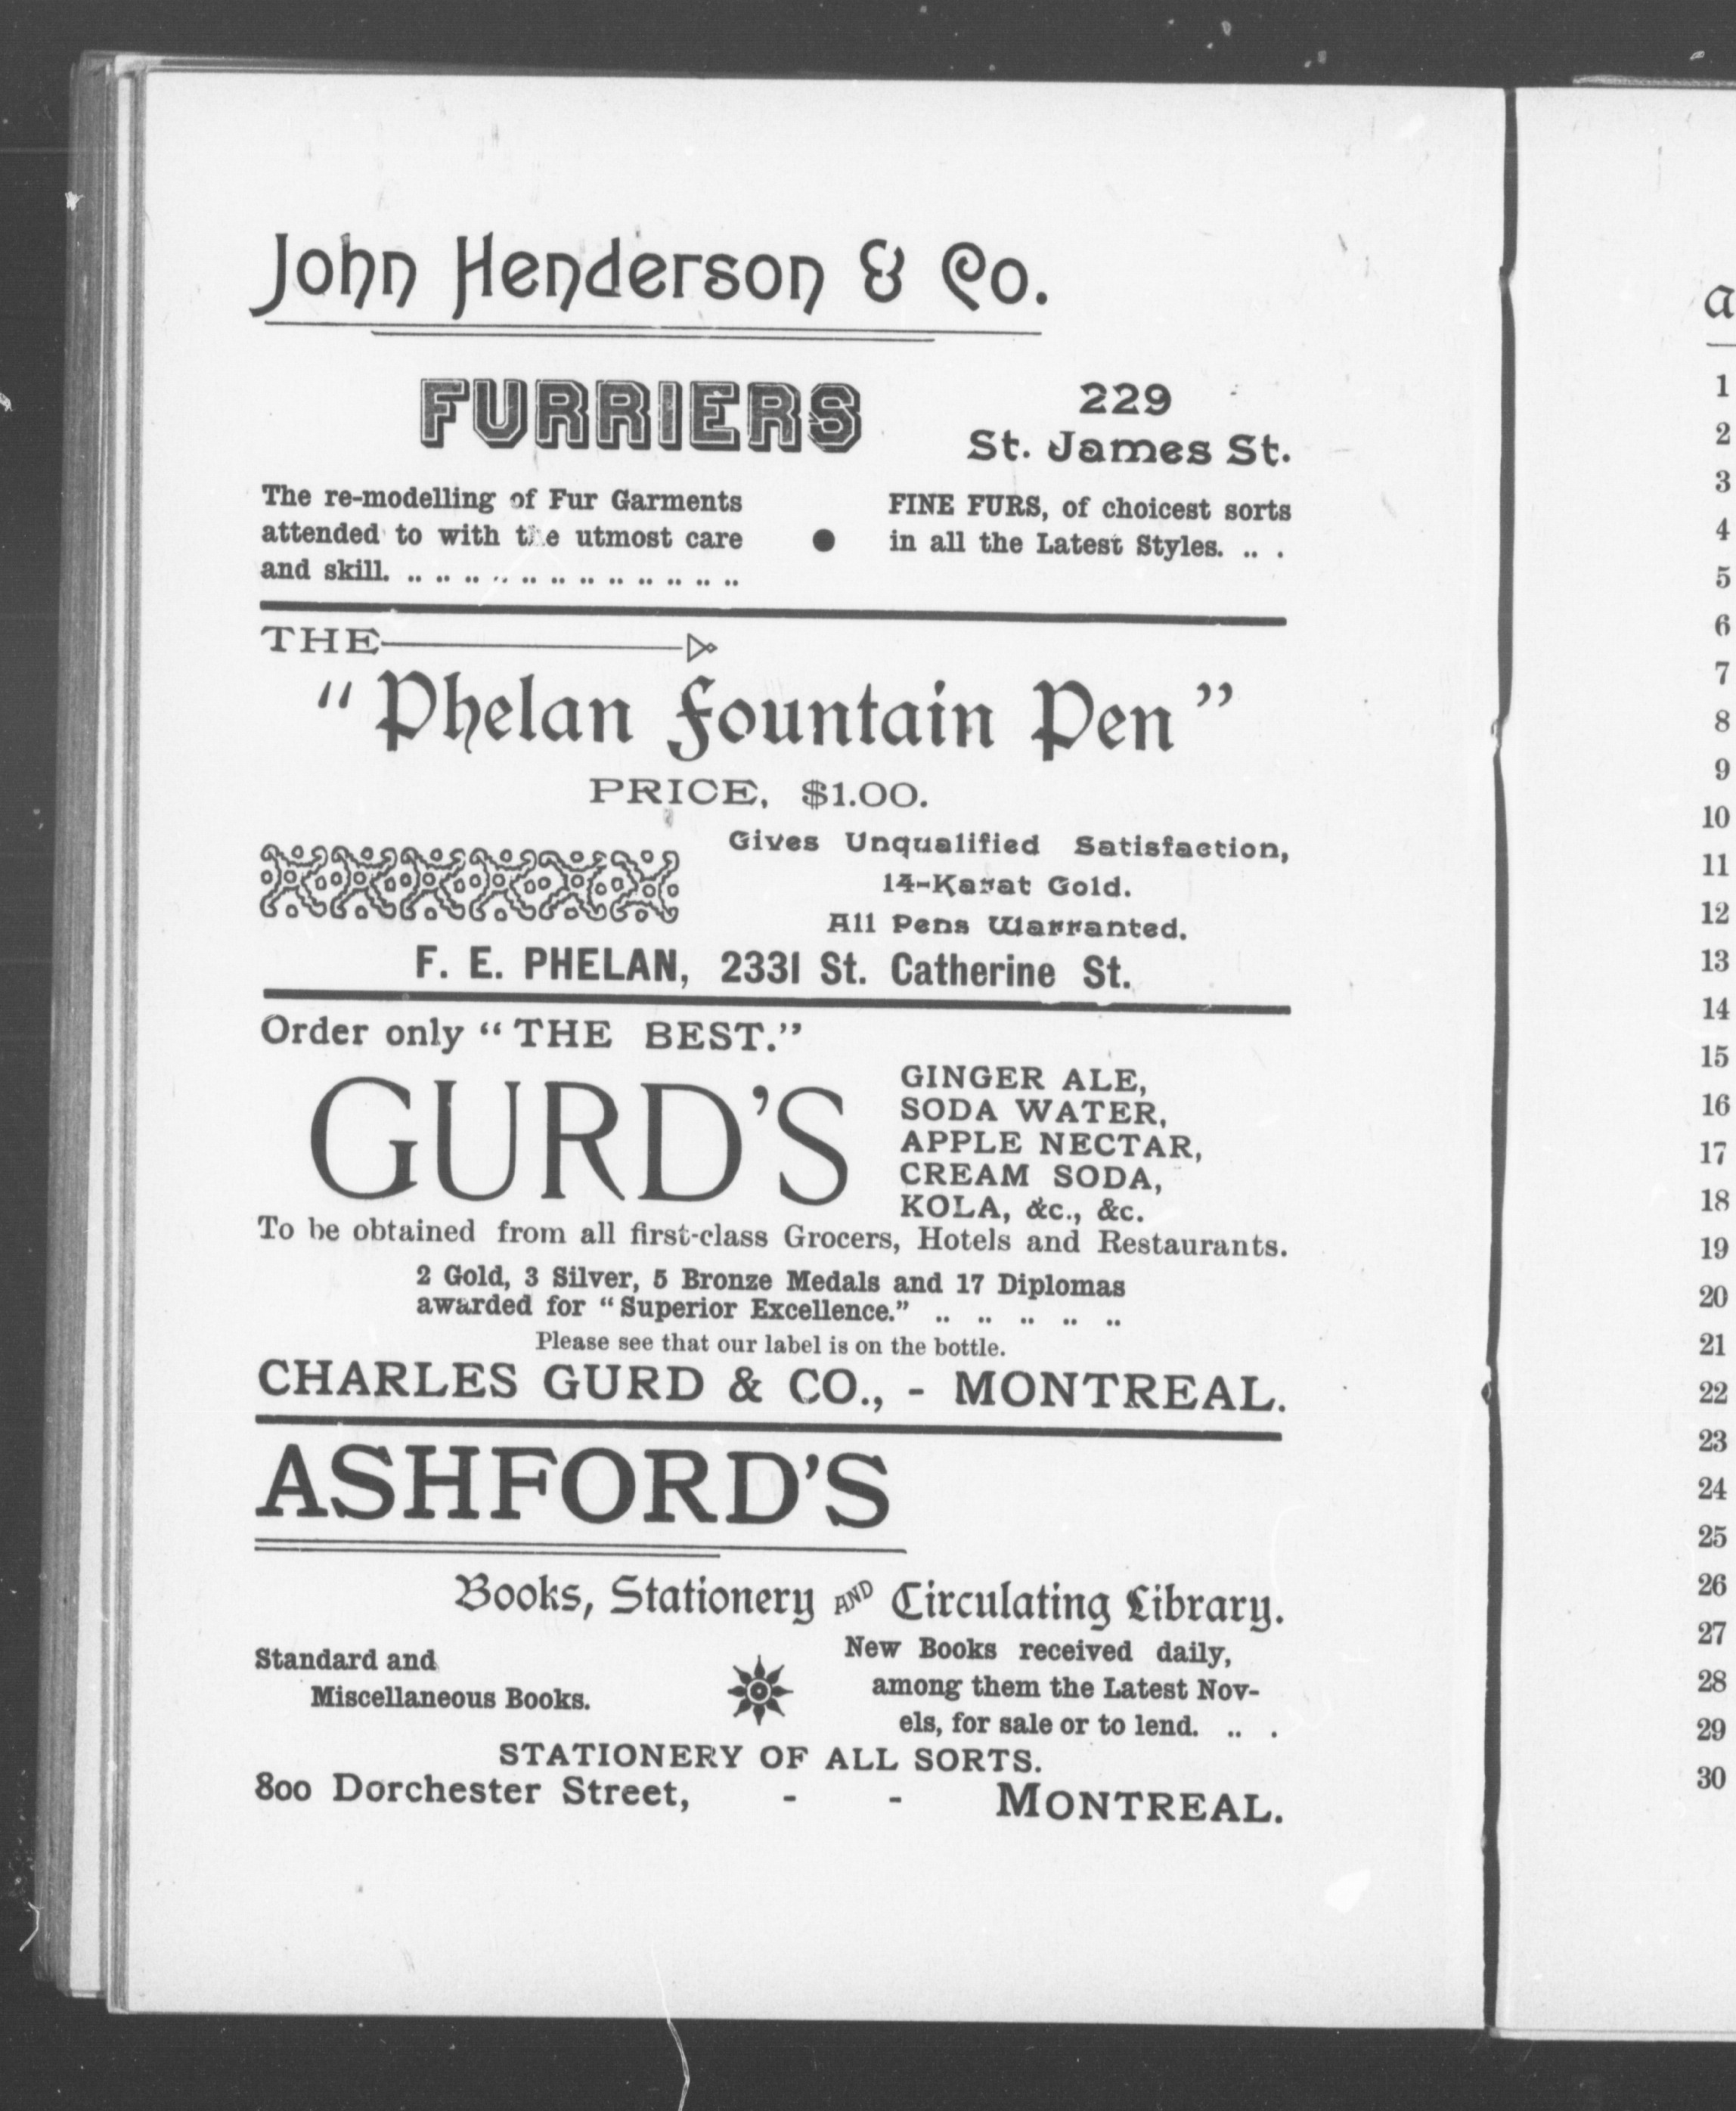 John Henderson & Co.
FURRIERS
229
St. James St.
The re-modelling of Fur Garments
attended to with the utmost care
and skill. .. .. .. .. .. .. .. .. .. .. .. ..
FINE FURS, of choicest sorts
in all the Latest Styles. .. .
THE
"Phelan Fountain Pen"
PRICE, $1.00.
Gives Unqualified Satisfaction,
14-Karat Gold.
All Pens Warranted.
F. E. PHELAN, 2331 St. Catherine St.
Order only "THE BEST."
GURD'S
GINGER ALE,
SODA WATER,
APPLE NECTAR,
CREAM SODA,
KOLA, &c., &c.
To be obtained from all first-class Grocers, Hotels and Restaurants.
2 Gold, 3 Silver, 5 Bronze Medals and 17 Diplomas
awarded for "Superior Excellence." .. .. .. .. ..
Please see that our label is on the bottle.
CHARLES GURD & CO., - MONTREAL.
ASHFORD'S
Books, Stationery AND Circulating Library.
Standard and
Miscellaneous Books.
New Books received daily,
among them the Latest Nov-
els, for sale or to lend. .. .
STATIONERY OF ALL SORTS.
800 Dorchester Street, - - MONTREAL.
a
1
2
3
4
5
6
7
8
9
10
11
12
13
14
15
16
17
18
19
20
21
22
23
24
25
26
27
28
29
30